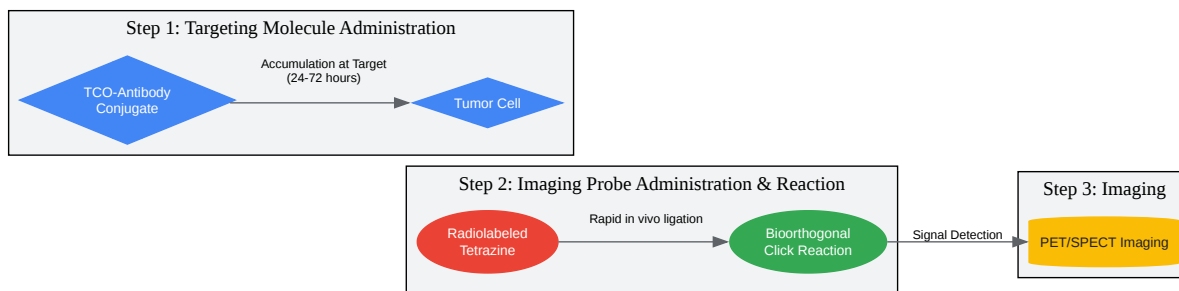 Step 1: Targeting Molecule Administration
Accumulation at Target
(24-72 hours)
TCO-Antibody
Conjugate
Tumor Cell
Step 2: Imaging Probe Administration & Reaction
Radiolabeled
Tetrazine
Rapid in vivo ligation
Bioorthogonal
Click Reaction
Signal Detection
Step 3: Imaging
PET/SPECT Imaging